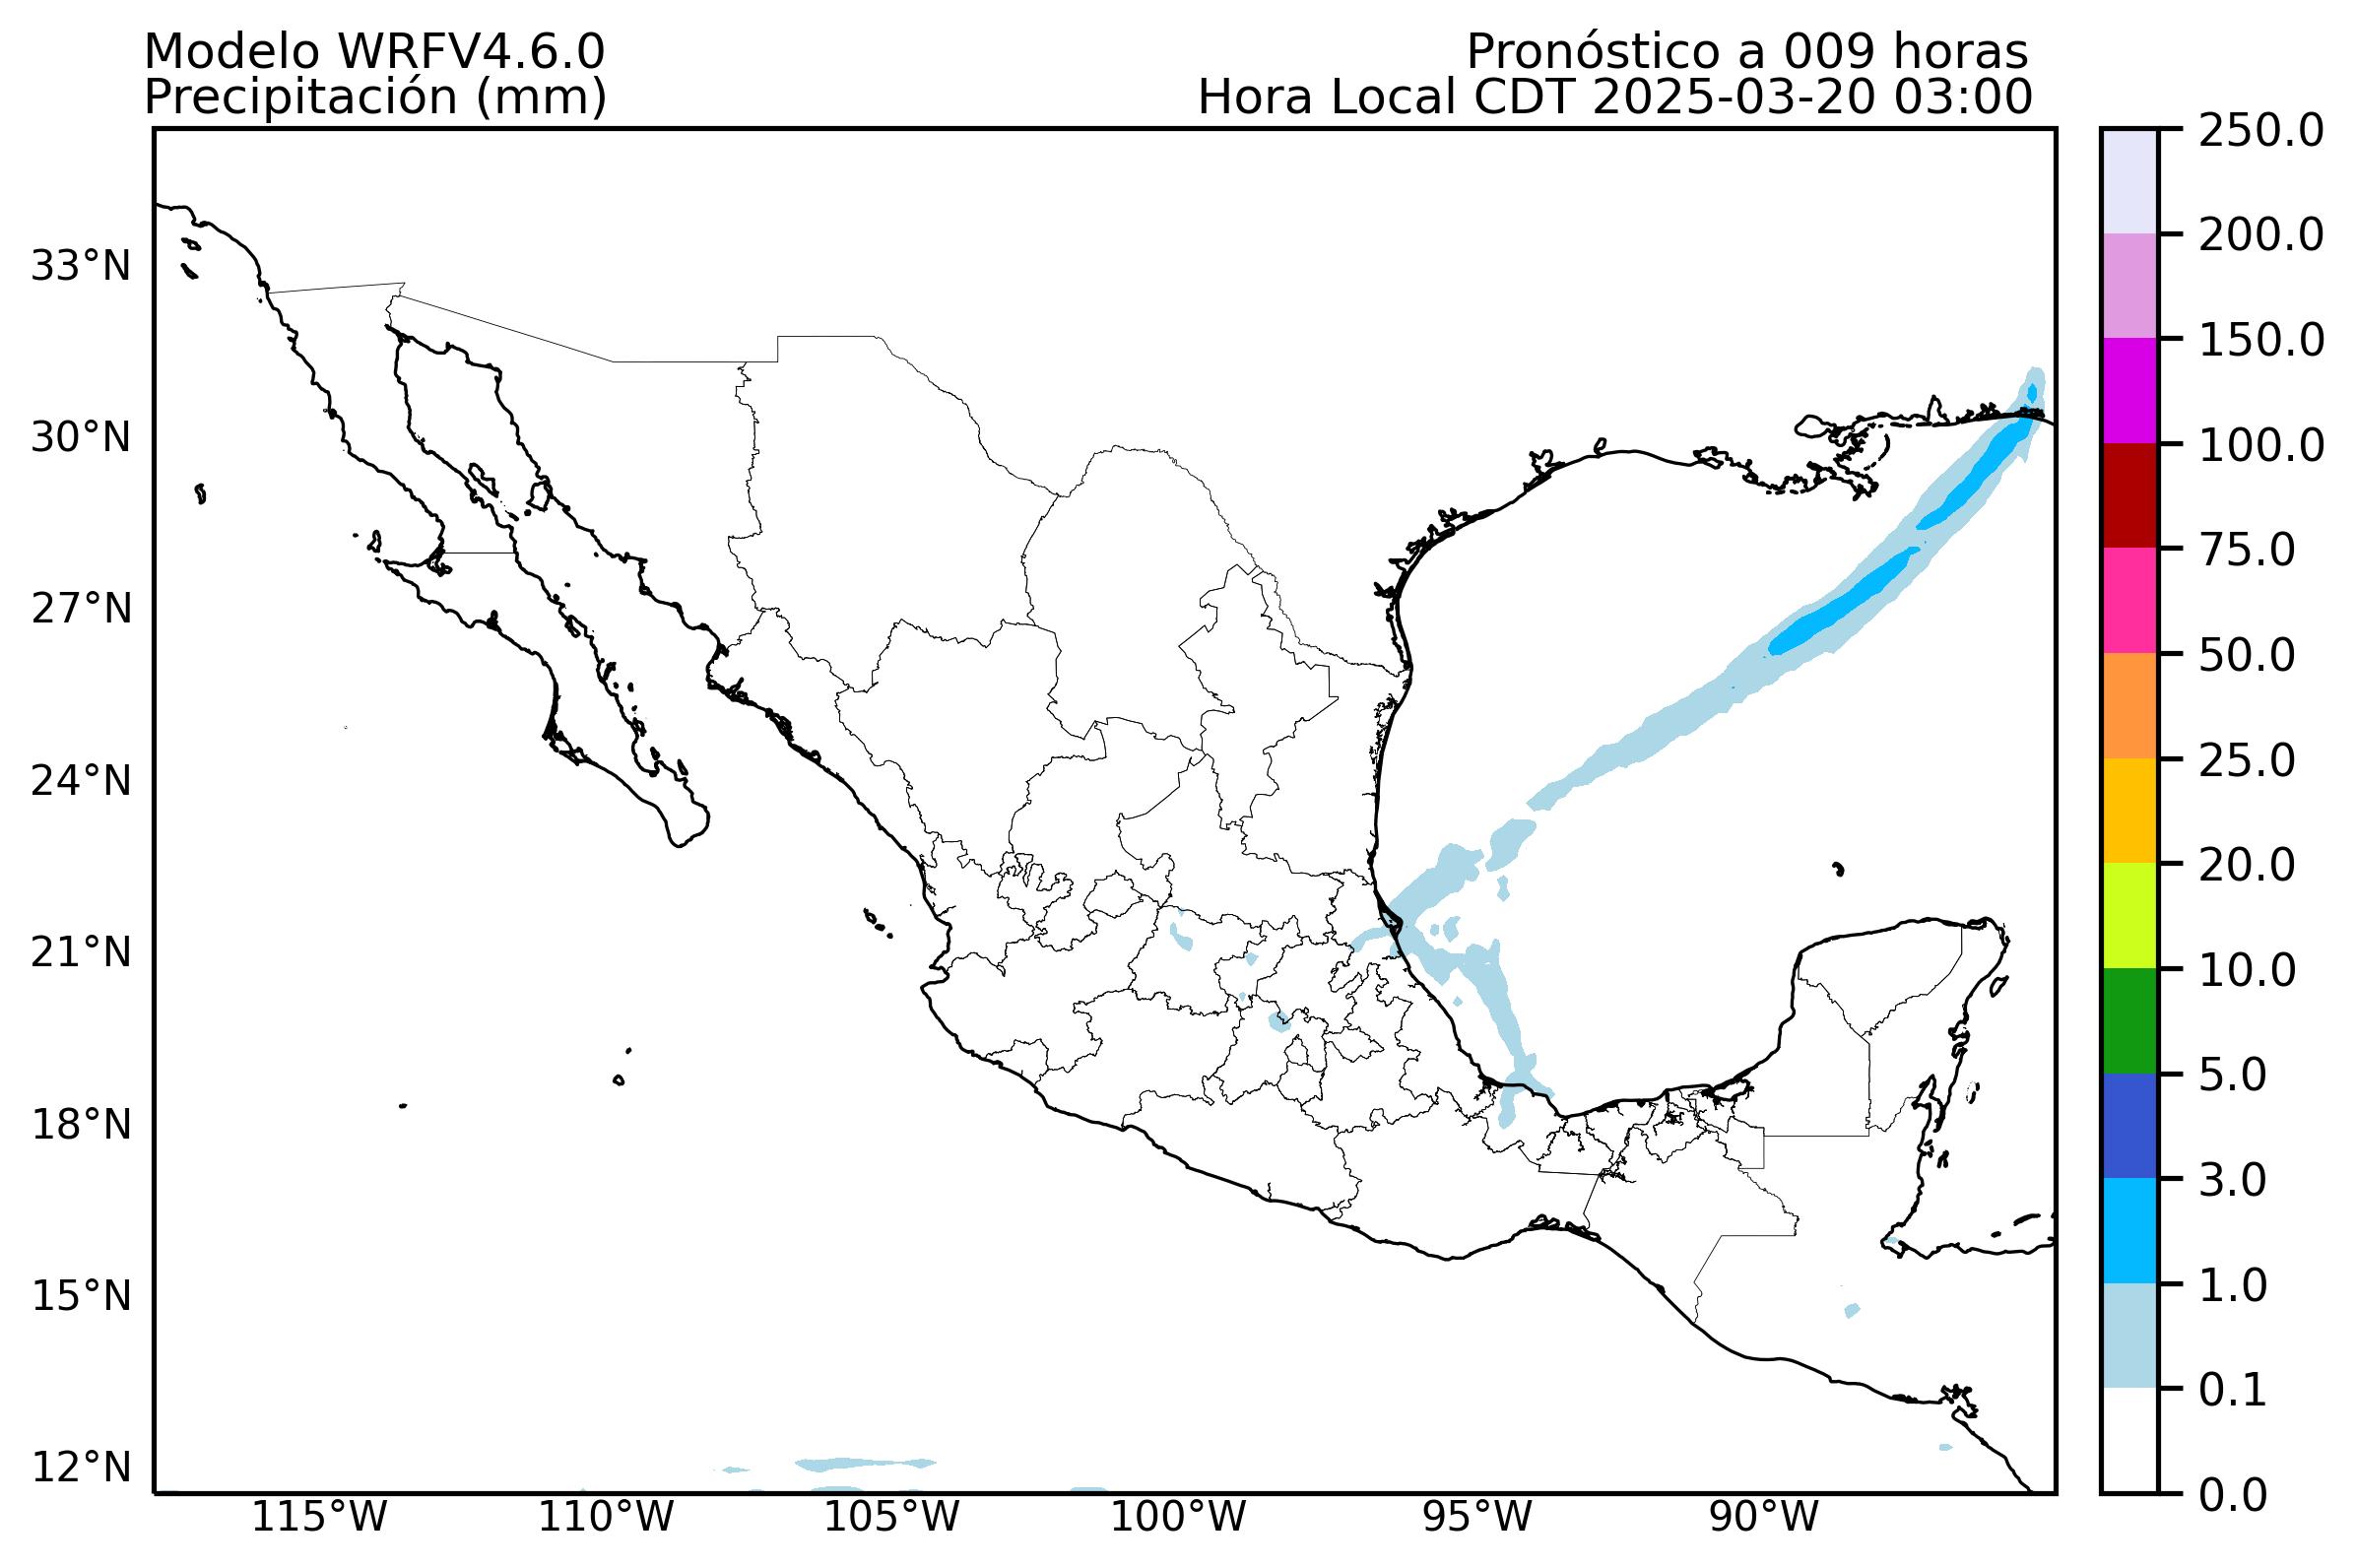 Modelo WRFV4.6.0
Precipitación (mm)
Pronóstico a 009 horas
Hora Local CDT 2025-03-20 03:00
33°N
30°N
27°N
24°N
21°N
18°N
15°N
12°N
115°W
110°W
105°W
100°W
95°W
90°W
250.0
200.0
150.0
100.0
75.0
50.0
25.0
20.0
10.0
5.0
3.0
1.0
0.1
0.0